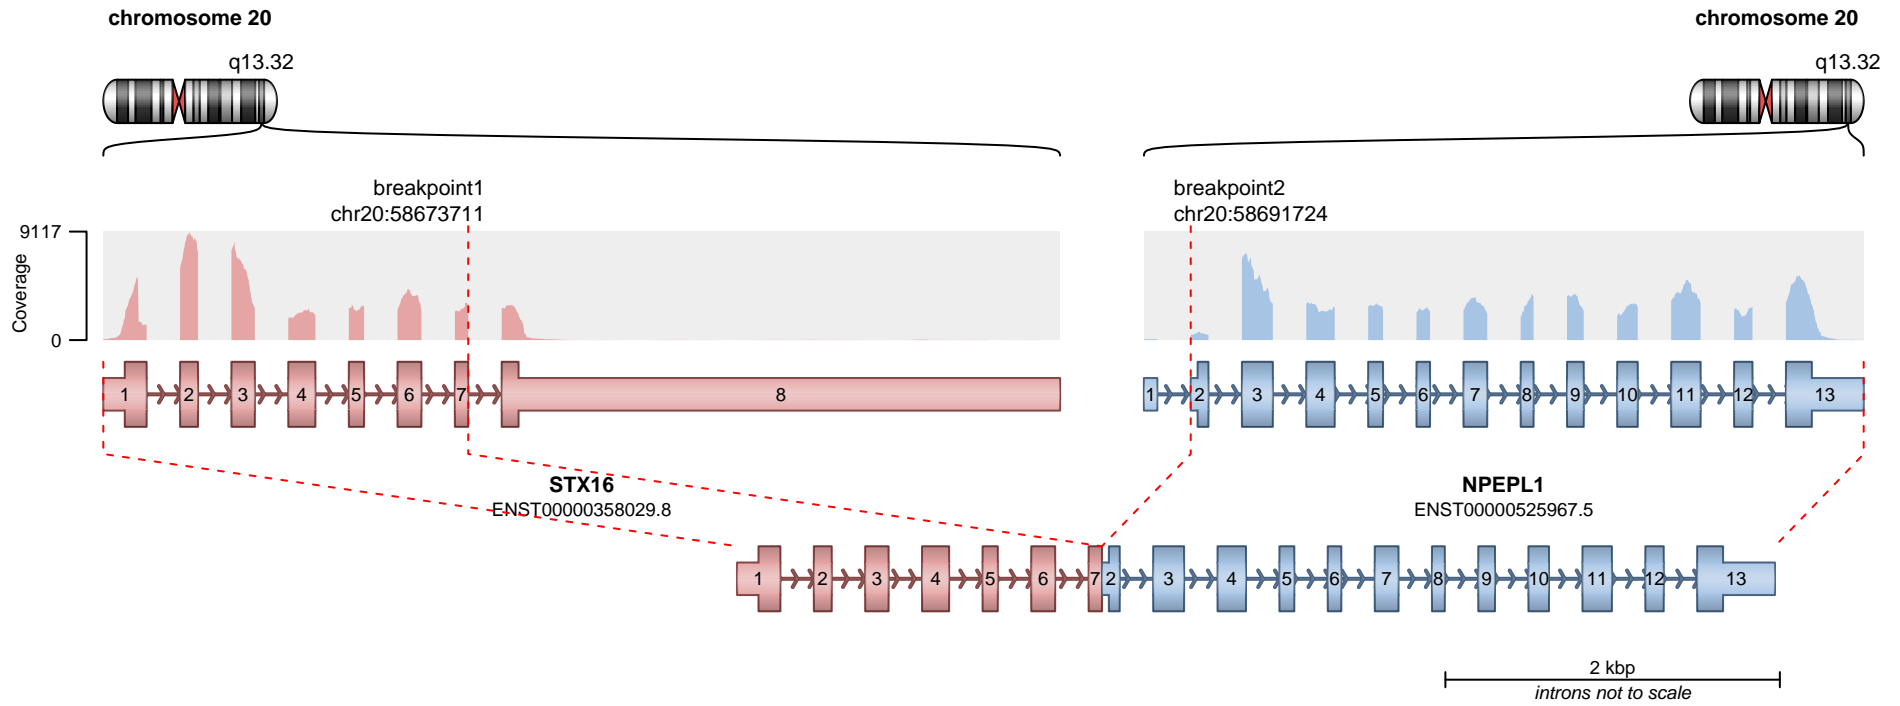 chromosome 20
chromosome 20
q13.32
q13.32
breakpoint1
chr20:58673711
breakpoint2
chr20:58691724
9117
Coverage
0
1 2 3 4 5 6 7 8
1 2 3 4 5 6 7 8 9 10 11 12 13
STX16
ENST00000358029.8
NPEPL1
ENST00000525967.5
1 2 3 4 5 6 7 2 3 4 5 6 7 8 9 10 11 12 13
2 kbp
introns not to scale